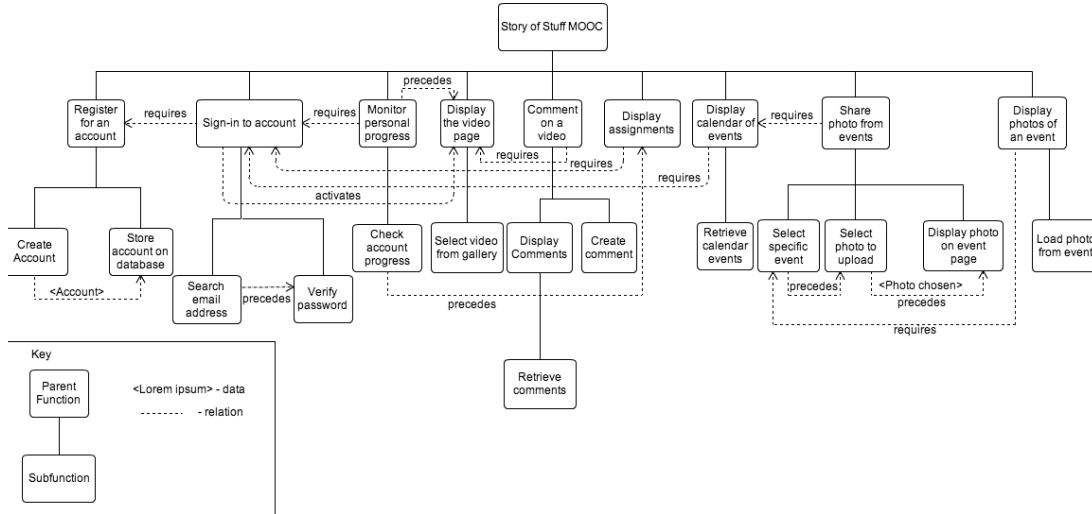 Story of Stuff MOOC
precedes
Register
for an
account
requires
Sign-in to account
requires
Monitor
personal
progress
Display
the video
page
Comment
on a
video
Display
assignments
Display
calendar of
events
requires
Share
photo from
events
Display
photos of
an event
requires
requires
requires
activates
Create
Account
Store
account on
database
Check
account
progress
Select video
from gallery
Display
Comments
Create
comment
Retrieve
calendar
events
Select
specific
event
Select
photo to
upload
Display photo
on event
page
Load photo
from event
<Account>
Search
email
address
precedes
Verify
password
precedes
precedes
<Photo chosen>
precedes
requires
Key
Parent
Function
<Lorem ipsum> - data
- relation
Subfunction
Retrieve
comments